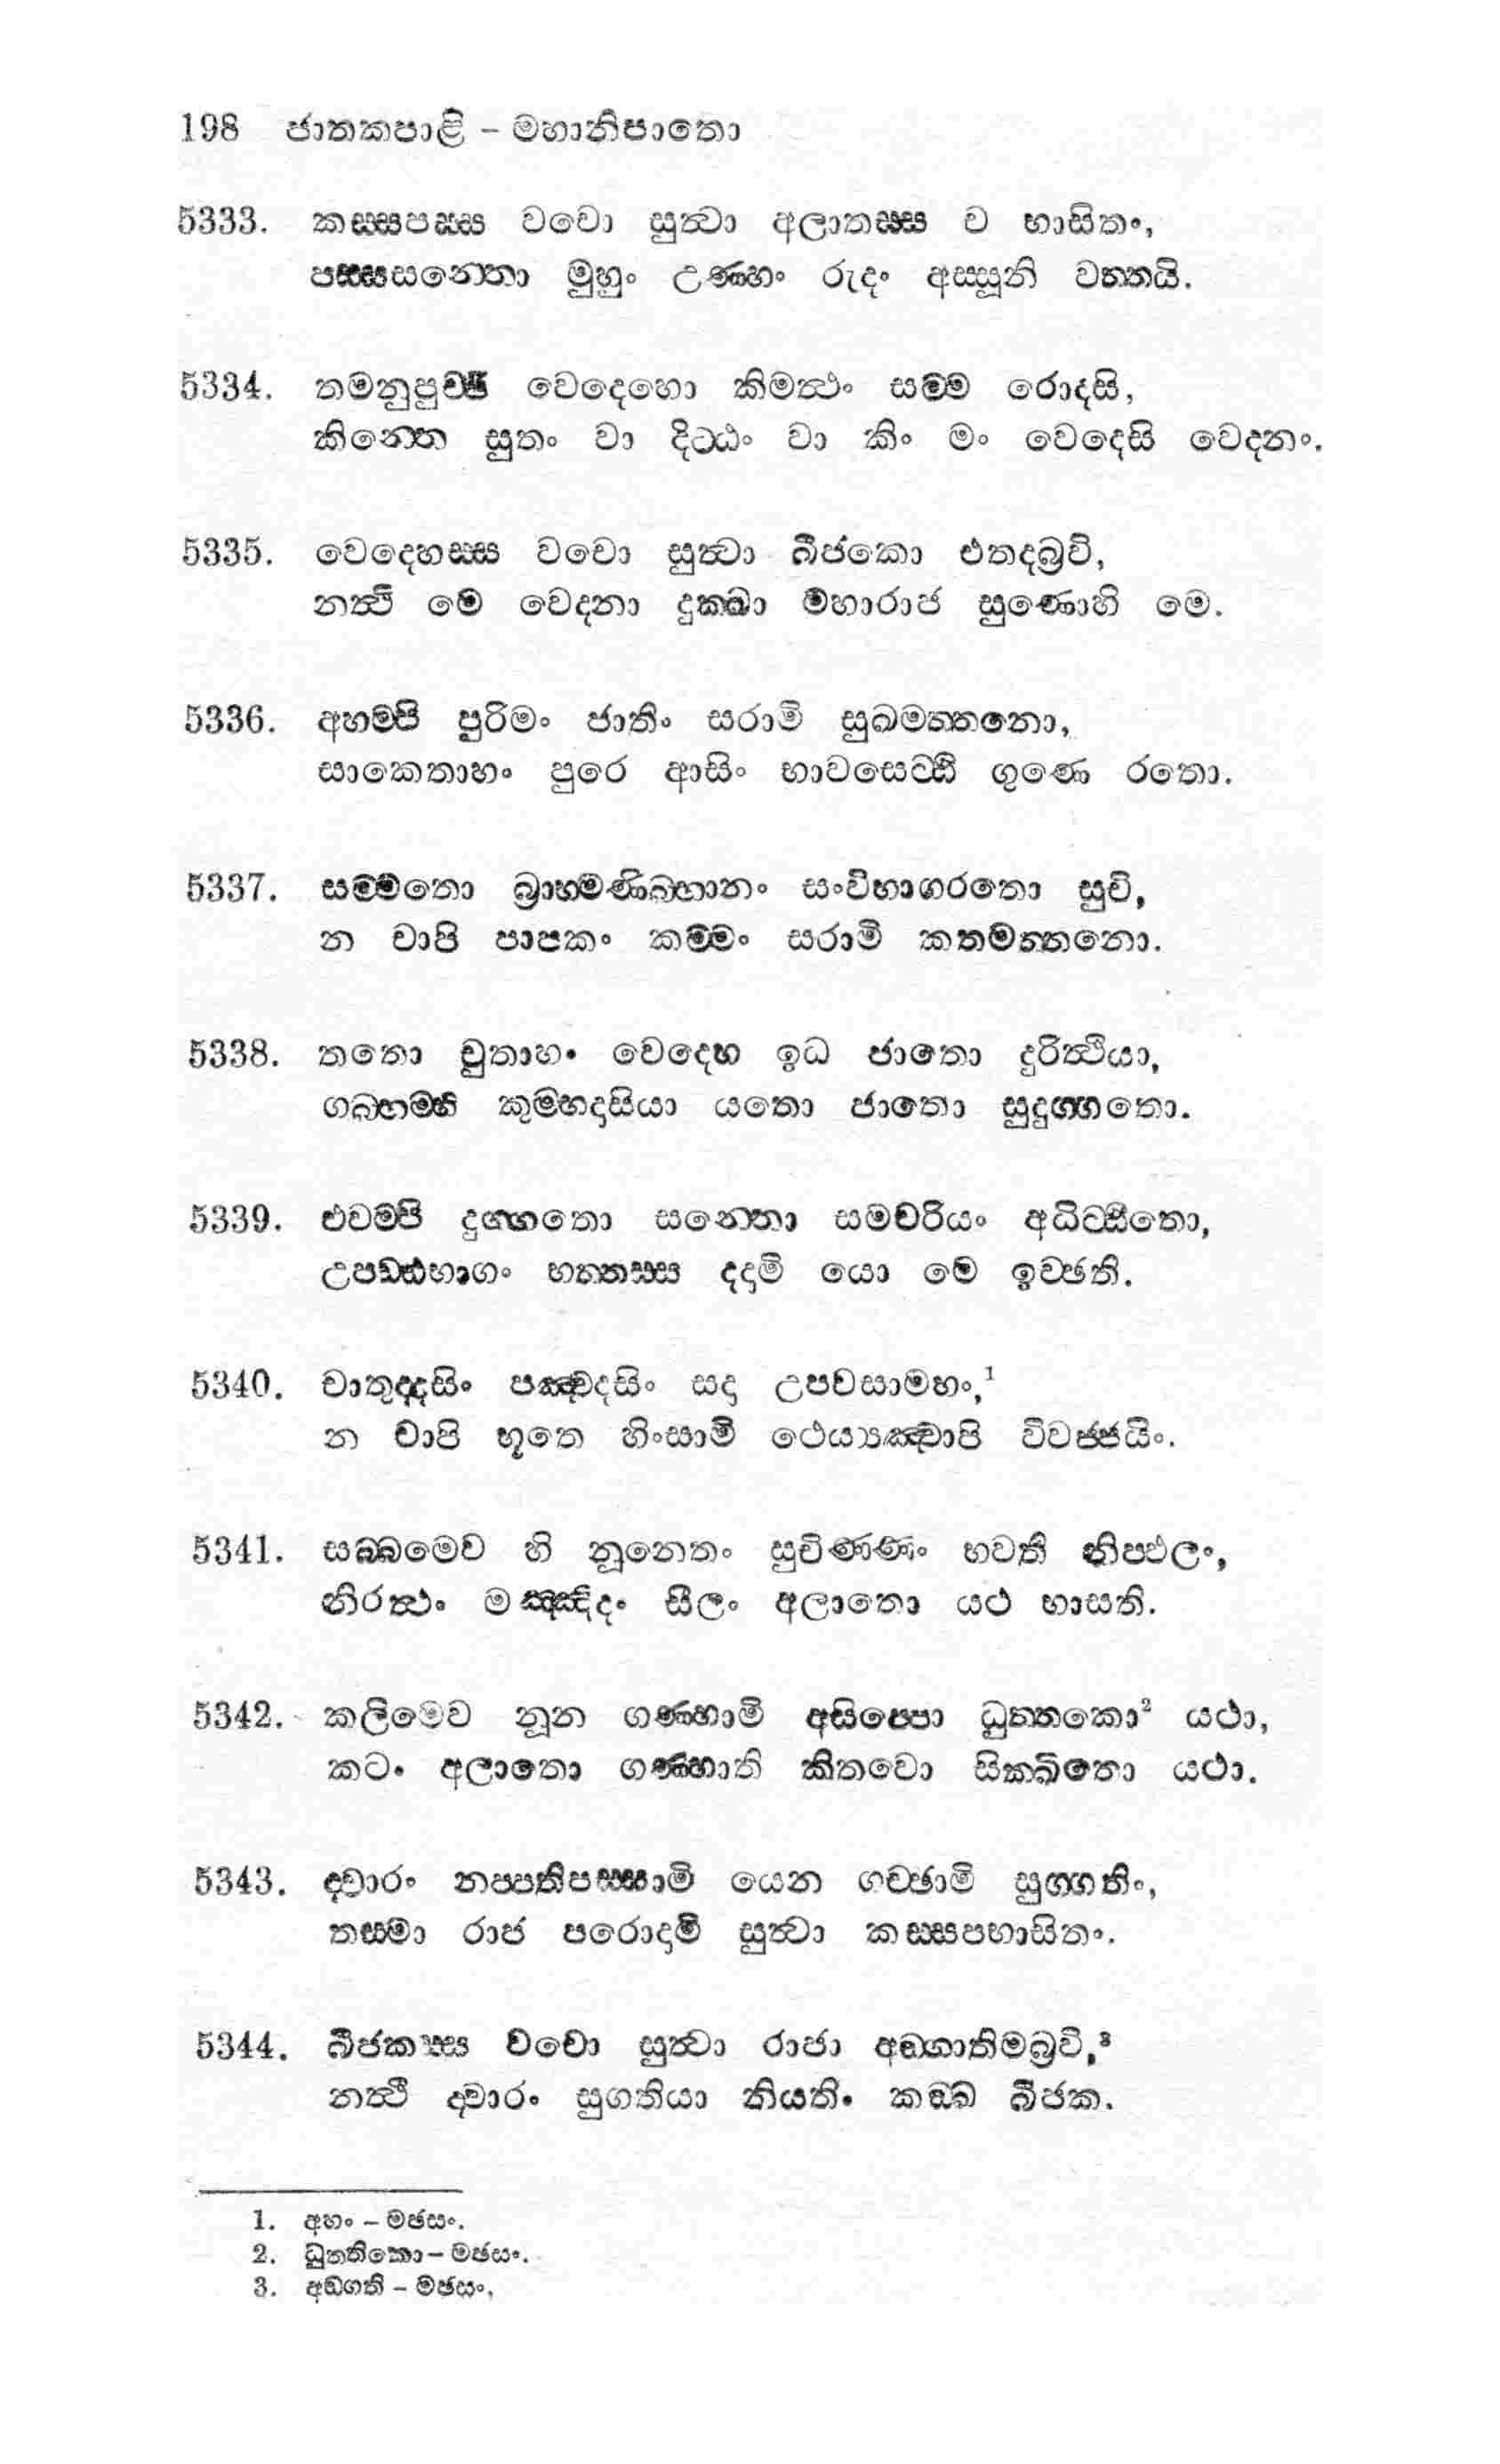 198 ජාතකපාළි – මහානිපාතො
5333. කස්සපස්ස වචො සුත්වා අලාතස්ස ච භාසිතං,
පස්සසන්තො මුහුං උණ්හං රුදං අස්සූනි වත්තයි.
5334. තමනුපුච්ඡි වෙදෙහො කිමත්ථං සම්ම රොදසි,
කින්තෙ සුතං වා දිට්ඨං වා කිං මං වෙදෙසි වෙදනං.
5335. වෙදෙහස්ස වචො සුත්වා බීජකො එතදබ්‍රවි,
නත්ථි මෙ වෙදනා දුක්ඛා මහාරාජ සුණොහි මෙ.
5336. අහම්පි පුරිමං ජාතිං සරාමි සුඛමත්තනො,
සාකෙතාහං පුරෙ ආසිං භාවසෙට්ඨි ගුණෙ රතො.
5337. සම්මතො බ්‍රාහ්මණිබ්භානං සංවිභාගරතො සුචි,
න චාපි පාපකං කම්මං සරාමි කතමත්තනො.
5338. තතො චුතාහං වෙදෙහ ඉධ ජාතො දුරිත්ථියා,
ගබ්භම්හි කුම්භදාසියා යතො ජාතො සුදුග්ගතො.
5339. එවම්පි දුග්ගතො සන්තො සමචරියං අධිට්ඨිතො,
උපඩ්ඪභාගං භත්තස්ස දදාමි යො මෙ ඉච්ඡති.
5340. චාතුද්දසිං පඤ්චදසිං සදා උපවසාමහං,¹
න චාපි භූතෙ හිංසාමි ථෙය්‍යඤ්චාපි විවජ්ජයිං.
5341. සබ්බමෙව හි නූනෙතං සුචිණ්ණං භවති නිප්ඵලං,
නිරත්ථං මඤ්ඤිදං සීලං අලාතො යථ භාසති.
5342. කලිමෙව නූන ගණ්හාමි අසිප්පො ධුත්තකො² යථා,
කටං අලාතො ගණ්හාති කිතවො සික්ඛිතො යථා.
5343. ද්වාරං නප්පතිපස්සාමි යෙන ගච්ඡාමි සුග්ගතිං,
තස්මා රාජ පරොදාමි සුත්වා කස්සපභාසිතං.
5344. බීජකස්ස වචො සුත්වා රාජා අඞ්ගාතිමබ්‍රවි,³
නත්ථි ද්වාරං සුගතියා නියතිං කඞ්ඛ බීජක.
1. අහං – මඡසං.
2. ධුත්තිකො – මඡසං.
3. අඞ්ගති – මඡසං.